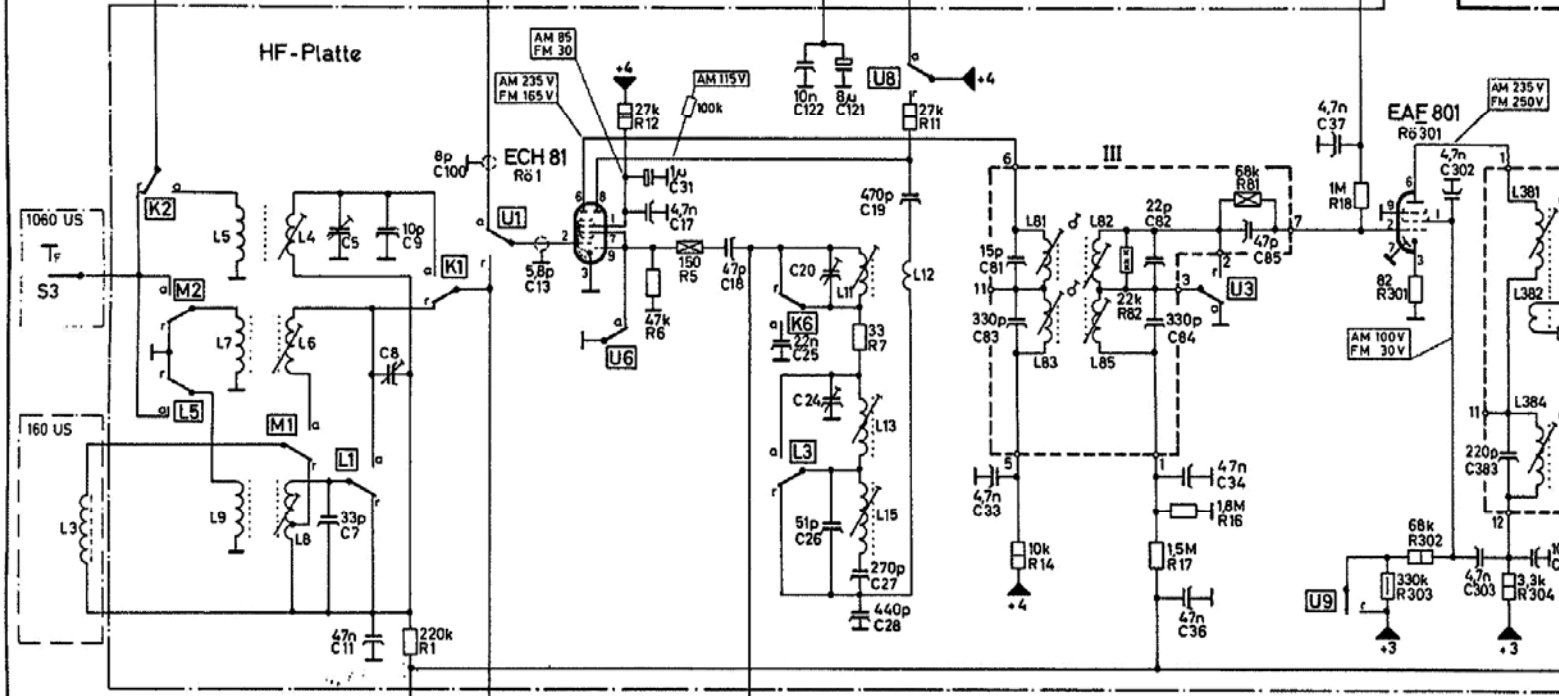 HF-Platte
AM 85
FM 30
AM 235 V
FM 165 V
AM 115V
100k
+4
27k
R12
8p
C100
ECH 81
Rö1
6
8
1
7
9
2
3
1µ
C31
4,7n
C17
10n
C122
8µ
C121
U8
a
r
+4
27k
R11
4,7n
C37
EAF 801
Rö301
AM 235 V
FM 250V
4,7n
C302
1M
R18
6
9
2
7
3
1
82
R301
AM 100V
FM 30V
1060 US
TF
S3
K2
r
a
L5
L4
C5
10p
C9
K1
a
r
U1
a
r
5,8p
C13
150
R5
47p
C18
47k
R6
U6
a
M2
a
r
L7
L6
C8
r
a
L5
M1
a
r
L1
a
r
160 US
L3
L9
L8
33p
C7
47n
C11
220k
R1
C20
L11
r
K6
a
22n
C25
33
R7
C24
L13
a
L3
r
51p
C26
L15
270p
C27
440p
C28
470p
C19
L12
6
III
68k
R81
L81
L82
22p
C82
47p
C85
7
15p
C81
2
r
11
3
U3
a
330p
C83
22k
R82
330p
C84
L83
L85
5
1
4,7n
C33
47n
C34
1,8M
R16
10k
R14
+4
1,5M
R17
47n
C36
1
L381
L382
L384
11
220p
C383
12
68k
R302
330k
R303
U9
r
+3
4,7n
C303
3,3k
R304
+3